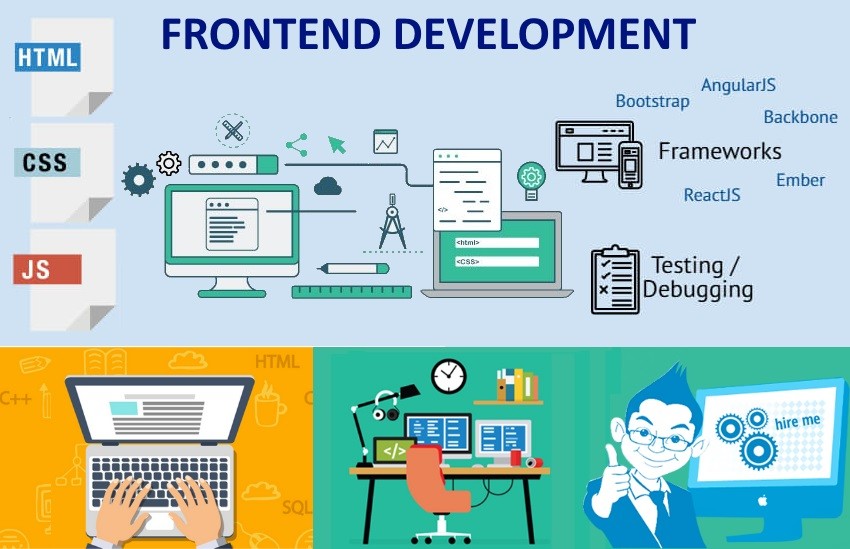 FRONTEND DEVELOPMENT
HTML
CSS
JS
</>
<html>
<CSS>
AngularJS
Bootstrap
Backbone
Frameworks
Ember
ReactJS
Testing /
Debugging
HTML
C++
C
SQL
</>
hire me